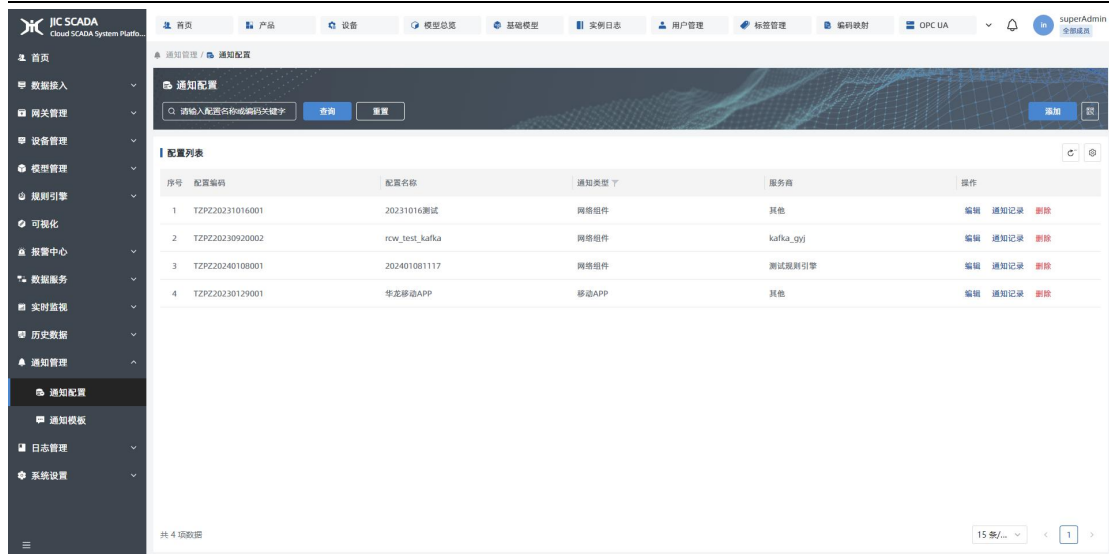 JIC SCADA
Cloud SCADA System Platfo...
首页 产品 设备 模型总览 基础模型 实例日志 用户管理 标签管理 编码映射 OPC UA
in
superAdmin
全部成员
首页
数据接入
网关管理
设备管理
模型管理
规则引擎
可视化
报警中心
数据服务
实时监视
历史数据
通知管理
通知配置
通知模板
日志管理
系统设置
通知管理 / 通知配置
通知配置
请输入配置名称或编码关键字 查询 重置 添加
配置列表
序号 配置编码 配置名称 通知类型 服务商 操作
1 TZPZ20231016001 20231016测试 网络组件 其他 编辑 通知记录 删除
2 TZPZ20230920002 rcw_test_kafka 网络组件 kafka_gyj 编辑 通知记录 删除
3 TZPZ20240108001 202401081117 网络组件 测试规则引擎 编辑 通知记录 删除
4 TZPZ20230129001 华龙移动APP 移动APP 其他 编辑 通知记录 删除
共 4 项数据 15 条/... < 1 >